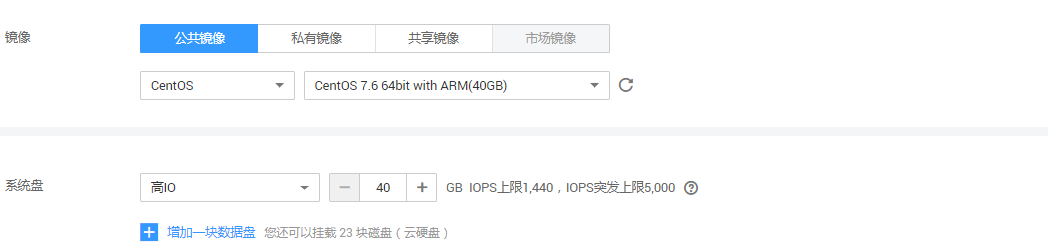 镜像 公共镜像 私有镜像 共享镜像 市场镜像
CentOS CentOS 7.6 64bit with ARM(40GB)
系统盘 高IO 40 GB IOPS上限1,440，IOPS突发上限5,000
增加一块数据盘 您还可以挂载 23 块磁盘（云硬盘）